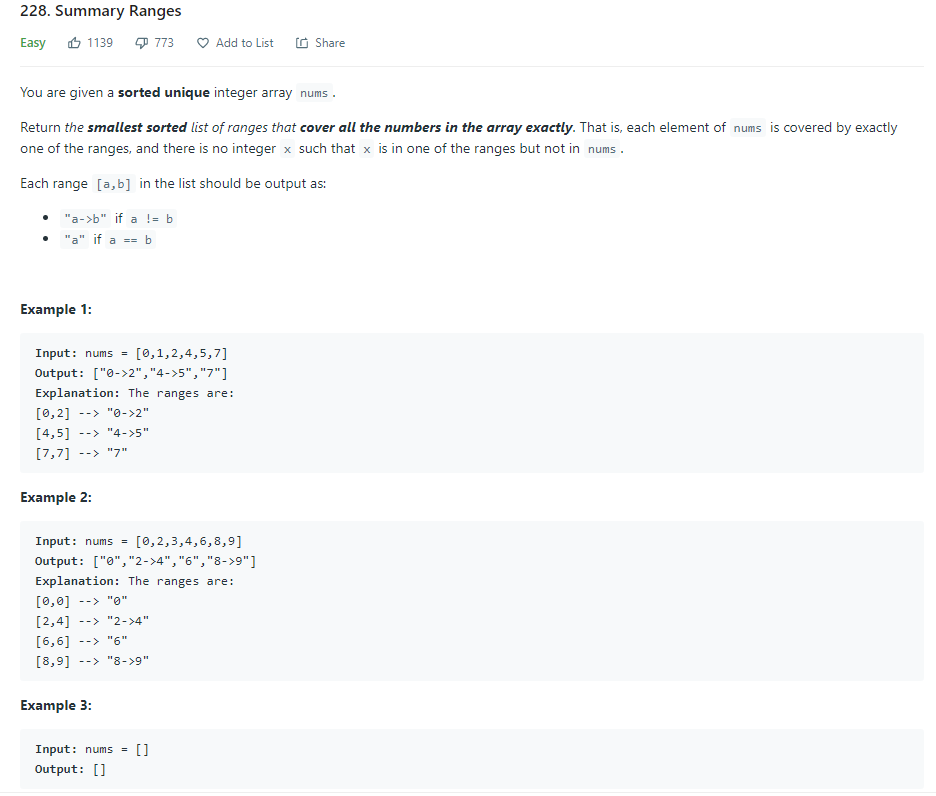 228. Summary Ranges
Easy 1139 773 Add to List Share
You are given a sorted unique integer array nums .
Return the smallest sorted list of ranges that cover all the numbers in the array exactly. That is, each element of nums is covered by exactly
one of the ranges, and there is no integer x such that x is in one of the ranges but not in nums .
Each range [a,b] in the list should be output as:
• "a->b" if a != b
• "a" if a == b
Example 1:
Input: nums = [0,1,2,4,5,7]
Output: ["0->2","4->5","7"]
Explanation: The ranges are:
[0,2] --> "0->2"
[4,5] --> "4->5"
[7,7] --> "7"
Example 2:
Input: nums = [0,2,3,4,6,8,9]
Output: ["0","2->4","6","8->9"]
Explanation: The ranges are:
[0,0] --> "0"
[2,4] --> "2->4"
[6,6] --> "6"
[8,9] --> "8->9"
Example 3:
Input: nums = []
Output: []